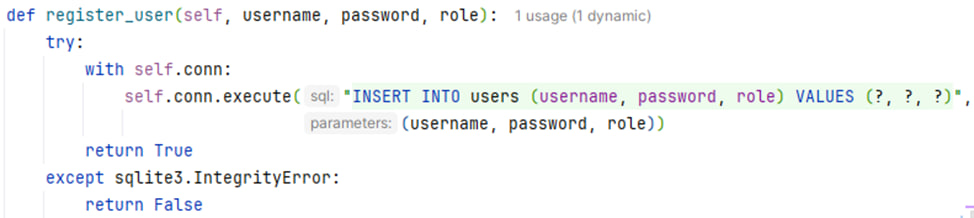 def register_user(self, username, password, role): 1 usage (1 dynamic)
    try:
        with self.conn:
            self.conn.execute( sql: "INSERT INTO users (username, password, role) VALUES (?, ?, ?)",
                              parameters: (username, password, role))
        return True
    except sqlite3.IntegrityError:
        return False